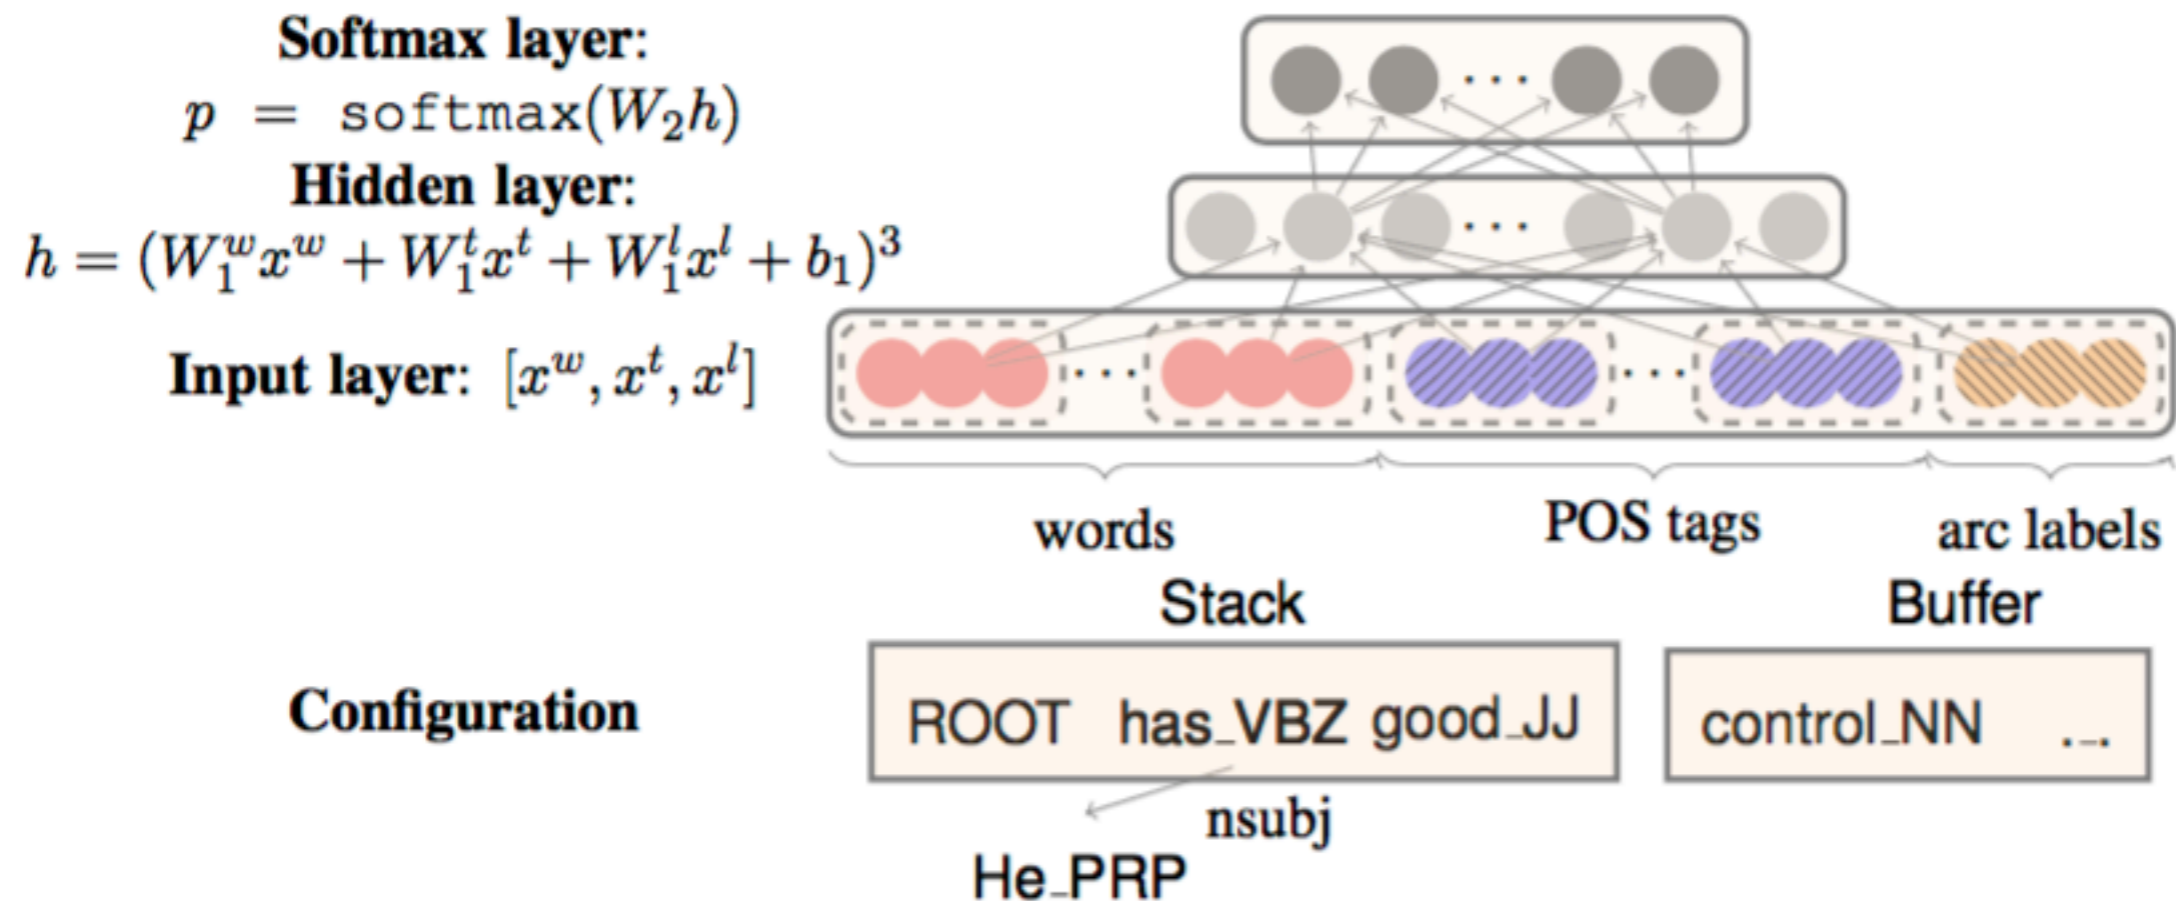 Softmax layer:
p = softmax(W₂h)
Hidden layer:
h = (W₁ʷxʷ + W₁ᵗxᵗ + W₁ˡxˡ + b₁)³
Input layer: [xʷ, xᵗ, xˡ]
· · ·
· · ·
· · · · · ·
words POS tags arc labels
Stack Buffer
Configuration ROOT has_VBZ good_JJ control_NN ._.
nsubj
He_PRP